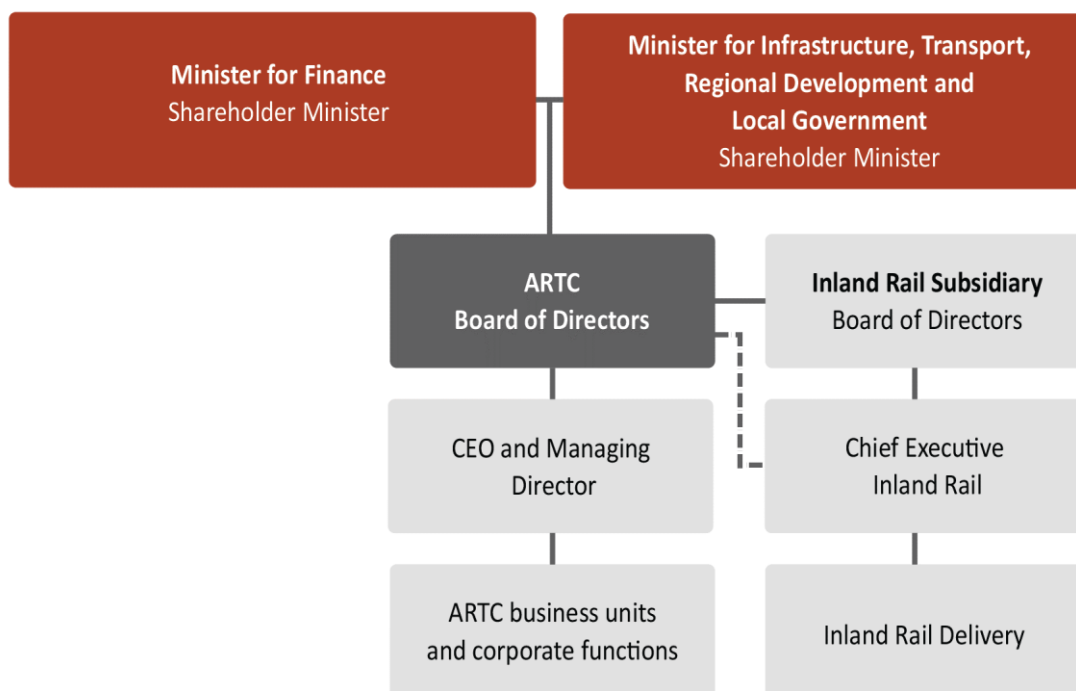 Minister for Finance
Shareholder Minister
Minister for Infrastructure, Transport,
Regional Development and
Local Government
Shareholder Minister
ARTC
Board of Directors
Inland Rail Subsidiary
Board of Directors
CEO and Managing
Director
Chief Executive
Inland Rail
ARTC business units
and corporate functions
Inland Rail Delivery